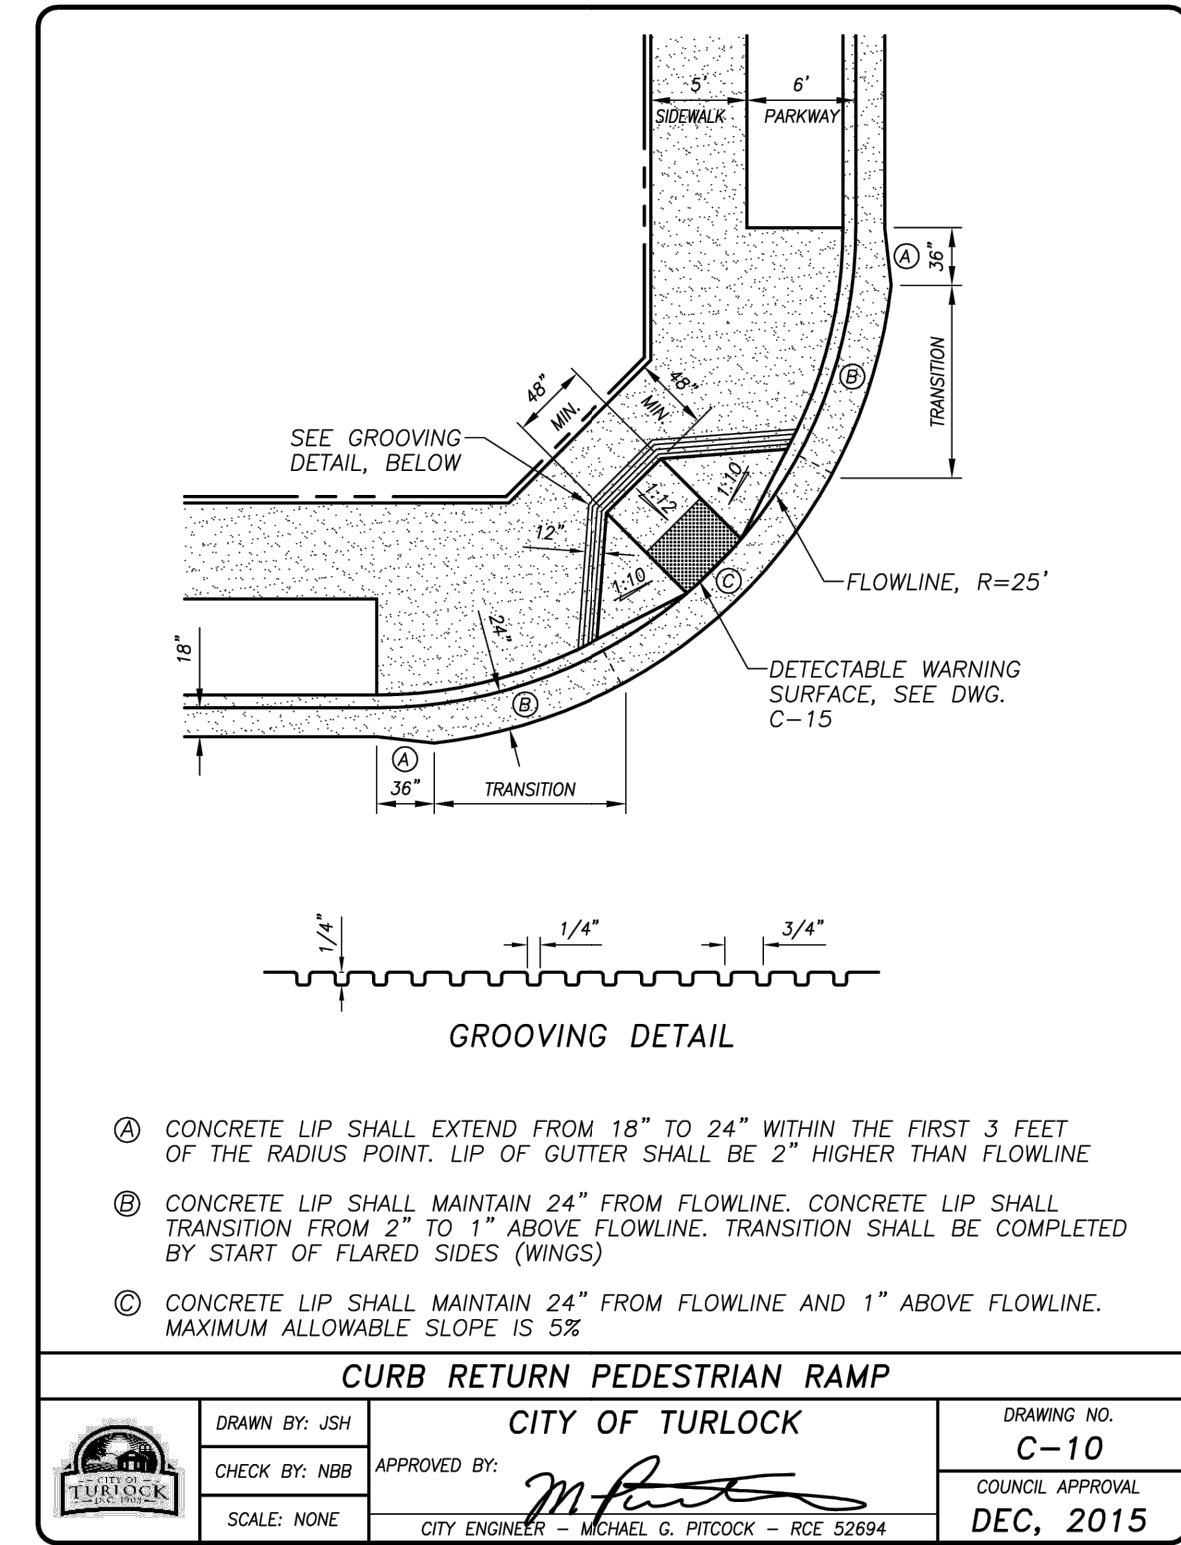 5' 6'
SIDEWALK PARKWAY
Ⓐ 36"
TRANSITION
Ⓑ
48" MIN.
48" MIN.
SEE GROOVING
DETAIL, BELOW
1:12
1:10
12"
1:10
Ⓒ
FLOWLINE, R=25'
24"
18"
DETECTABLE WARNING
SURFACE, SEE DWG.
C-15
Ⓑ
Ⓐ
36" TRANSITION
1/4" 1/4" 3/4"
GROOVING DETAIL
Ⓐ CONCRETE LIP SHALL EXTEND FROM 18" TO 24" WITHIN THE FIRST 3 FEET
OF THE RADIUS POINT. LIP OF GUTTER SHALL BE 2" HIGHER THAN FLOWLINE
Ⓑ CONCRETE LIP SHALL MAINTAIN 24" FROM FLOWLINE. CONCRETE LIP SHALL
TRANSITION FROM 2" TO 1" ABOVE FLOWLINE. TRANSITION SHALL BE COMPLETED
BY START OF FLARED SIDES (WINGS)
Ⓒ CONCRETE LIP SHALL MAINTAIN 24" FROM FLOWLINE AND 1" ABOVE FLOWLINE.
MAXIMUM ALLOWABLE SLOPE IS 5%
CURB RETURN PEDESTRIAN RAMP
CITY OF
TURLOCK
INC. 1908
DRAWN BY: JSH
CHECK BY: NBB
SCALE: NONE
CITY OF TURLOCK
APPROVED BY:
CITY ENGINEER - MICHAEL G. PITCOCK - RCE 52694
DRAWING NO.
C-10
COUNCIL APPROVAL
DEC, 2015